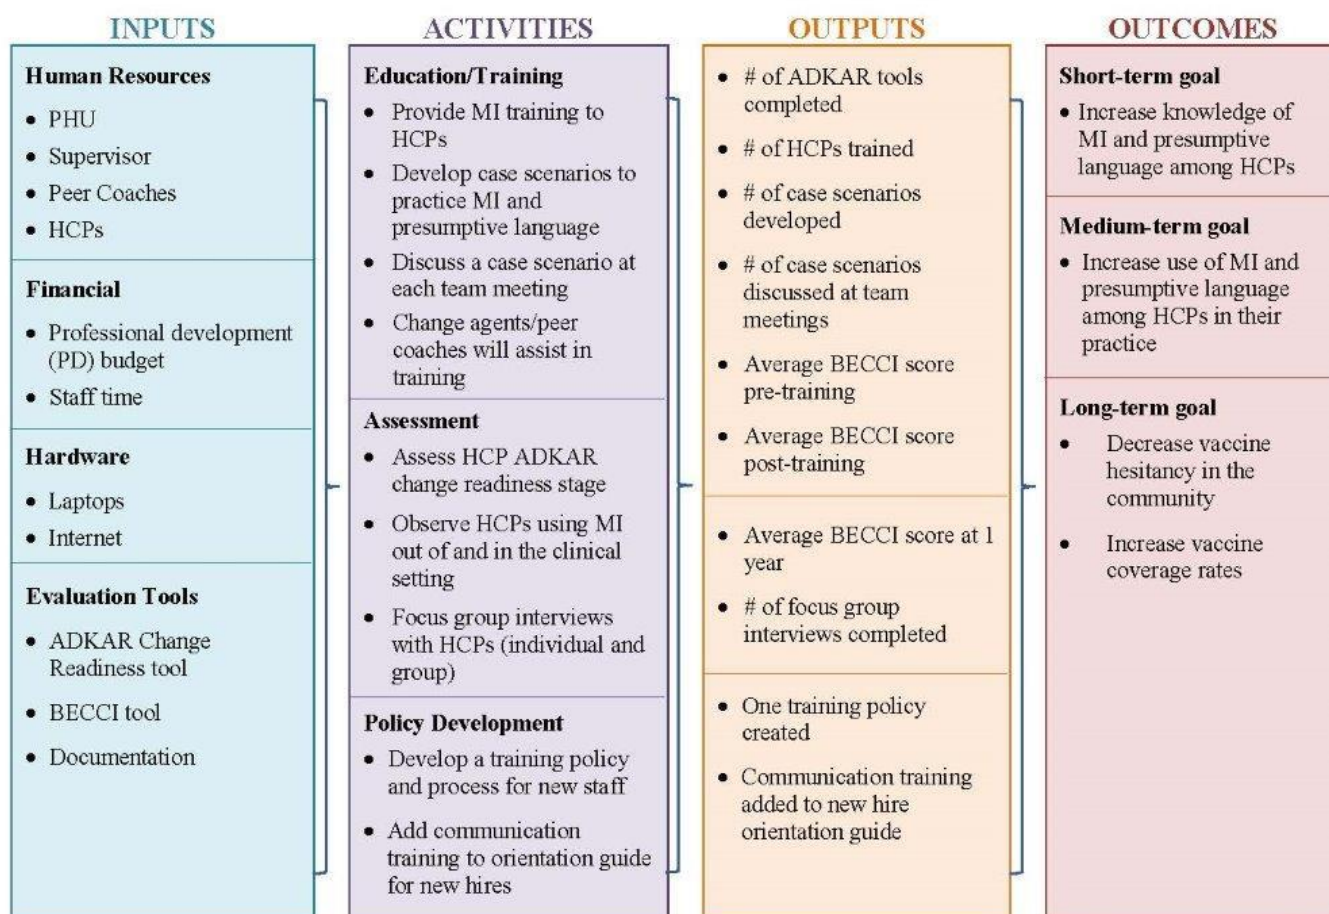 INPUTS
Human Resources
• PHU
• Supervisor
• Peer Coaches
• HCPs
Financial
• Professional development
(PD) budget
• Staff time
Hardware
• Laptops
• Internet
Evaluation Tools
• ADKAR Change
Readiness tool
• BECCI tool
• Documentation
ACTIVITIES
Education/Training
• Provide MI training to
HCPs
• Develop case scenarios to
practice MI and
presumptive language
• Discuss a case scenario at
each team meeting
• Change agents/peer
coaches will assist in
training
Assessment
• Assess HCP ADKAR
change readiness stage
• Observe HCPs using MI
out of and in the clinical
setting
• Focus group interviews
with HCPs (individual and
group)
Policy Development
• Develop a training policy
and process for new staff
• Add communication
training to orientation guide
for new hires
OUTPUTS
• # of ADKAR tools
completed
• # of HCPs trained
• # of case scenarios
developed
• # of case scenarios
discussed at team
meetings
• Average BECCI score
pre-training
• Average BECCI score
post-training
• Average BECCI score at 1
year
• # of focus group
interviews completed
• One training policy
created
• Communication training
added to new hire
orientation guide
OUTCOMES
Short-term goal
• Increase knowledge of
MI and presumptive
language among HCPs
Medium-term goal
• Increase use of MI and
presumptive language
among HCPs in their
practice
Long-term goal
• Decrease vaccine
hesitancy in the
community
• Increase vaccine
coverage rates